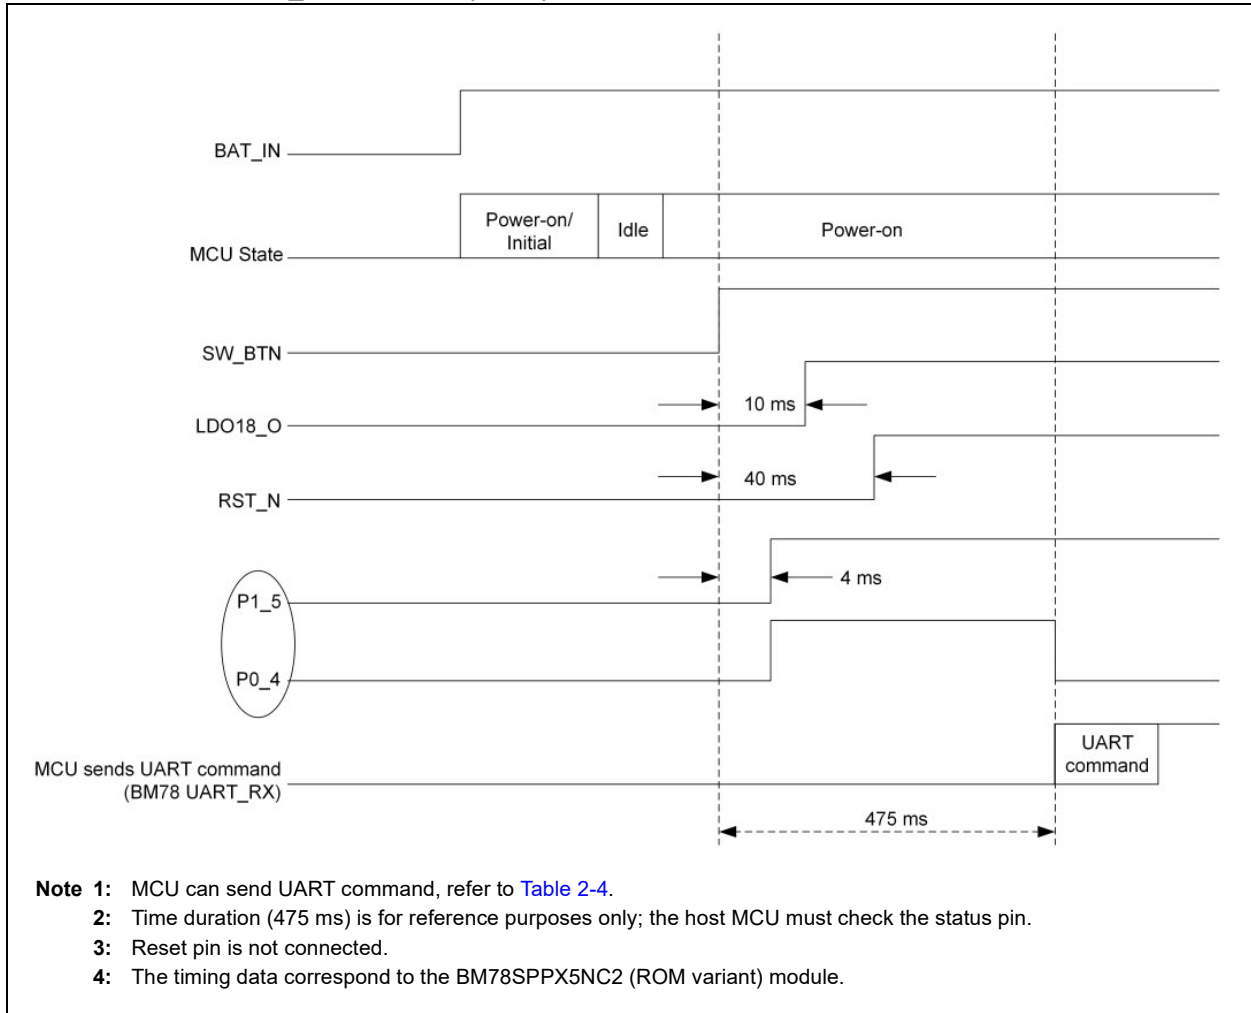 BAT_IN
Power-on/
Initial
Idle
Power-on
MCU State
SW_BTN
10 ms
LDO18_O
40 ms
RST_N
4 ms
P1_5
P0_4
UART
command
MCU sends UART command
(BM78 UART_RX)
475 ms
Note 1: MCU can send UART command, refer to Table 2-4.
2: Time duration (475 ms) is for reference purposes only; the host MCU must check the status pin.
3: Reset pin is not connected.
4: The timing data correspond to the BM78SPPX5NC2 (ROM variant) module.